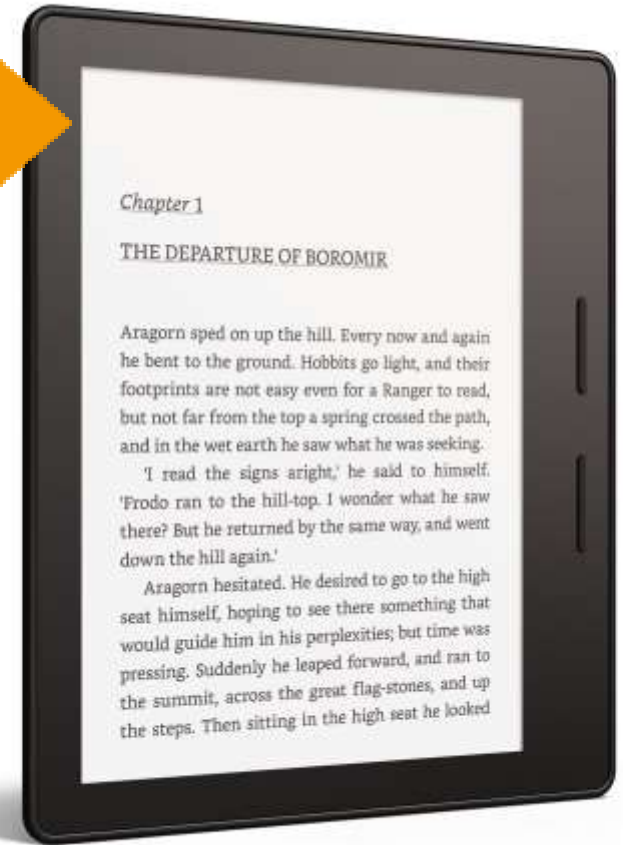 Chapter 1
THE DEPARTURE OF BOROMIR
Aragorn sped on up the hill. Every now and again
he bent to the ground. Hobbits go light, and their
footprints are not easy even for a Ranger to read,
but not far from the top a spring crossed the path,
and in the wet earth he saw what he was seeking.
'I read the signs aright,' he said to himself.
'Frodo ran to the hill-top. I wonder what he saw
there? But he returned by the same way, and went
down the hill again.'
Aragorn hesitated. He desired to go to the high
seat himself, hoping to see there something that
would guide him in his perplexities; but time was
pressing. Suddenly he leaped forward, and ran to
the summit, across the great flag-stones, and up
the steps. Then sitting in the high seat he looked